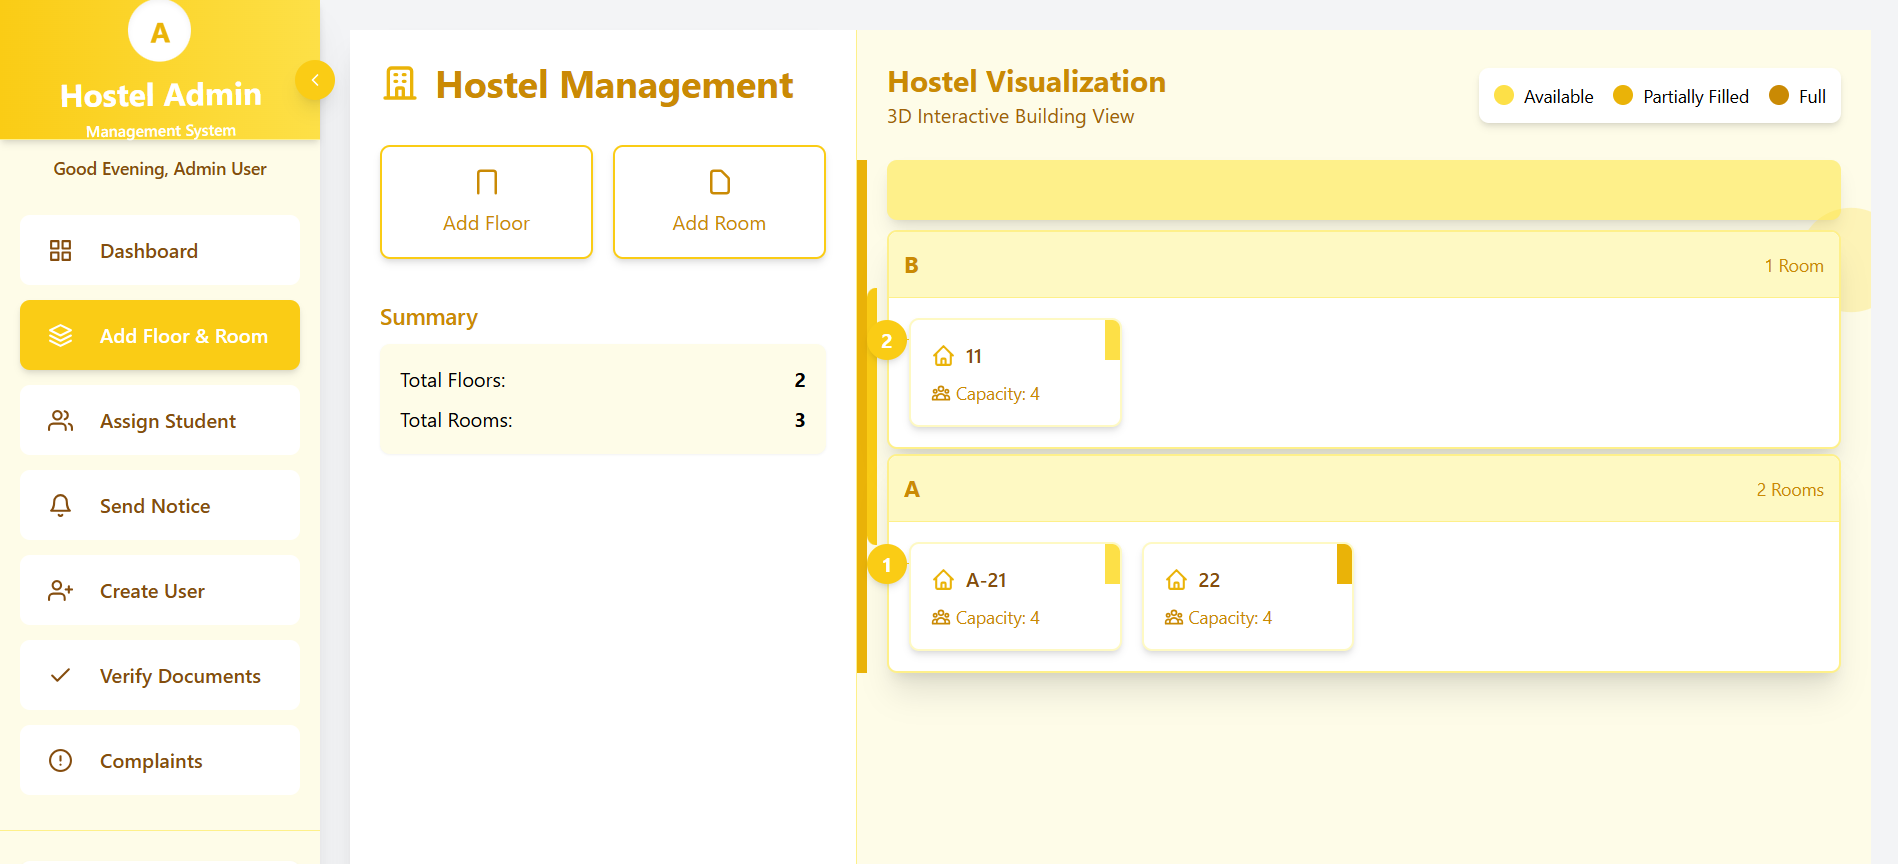 A
Hostel Admin
Management System
Good Evening, Admin User
Dashboard
Add Floor & Room
Assign Student
Send Notice
Create User
Verify Documents
Complaints
Hostel Management
Add Floor
Add Room
Summary
Total Floors: 2
Total Rooms: 3
Hostel Visualization
3D Interactive Building View
Available Partially Filled Full
B 1 Room
2
11
Capacity: 4
A 2 Rooms
1
A-21
Capacity: 4
22
Capacity: 4